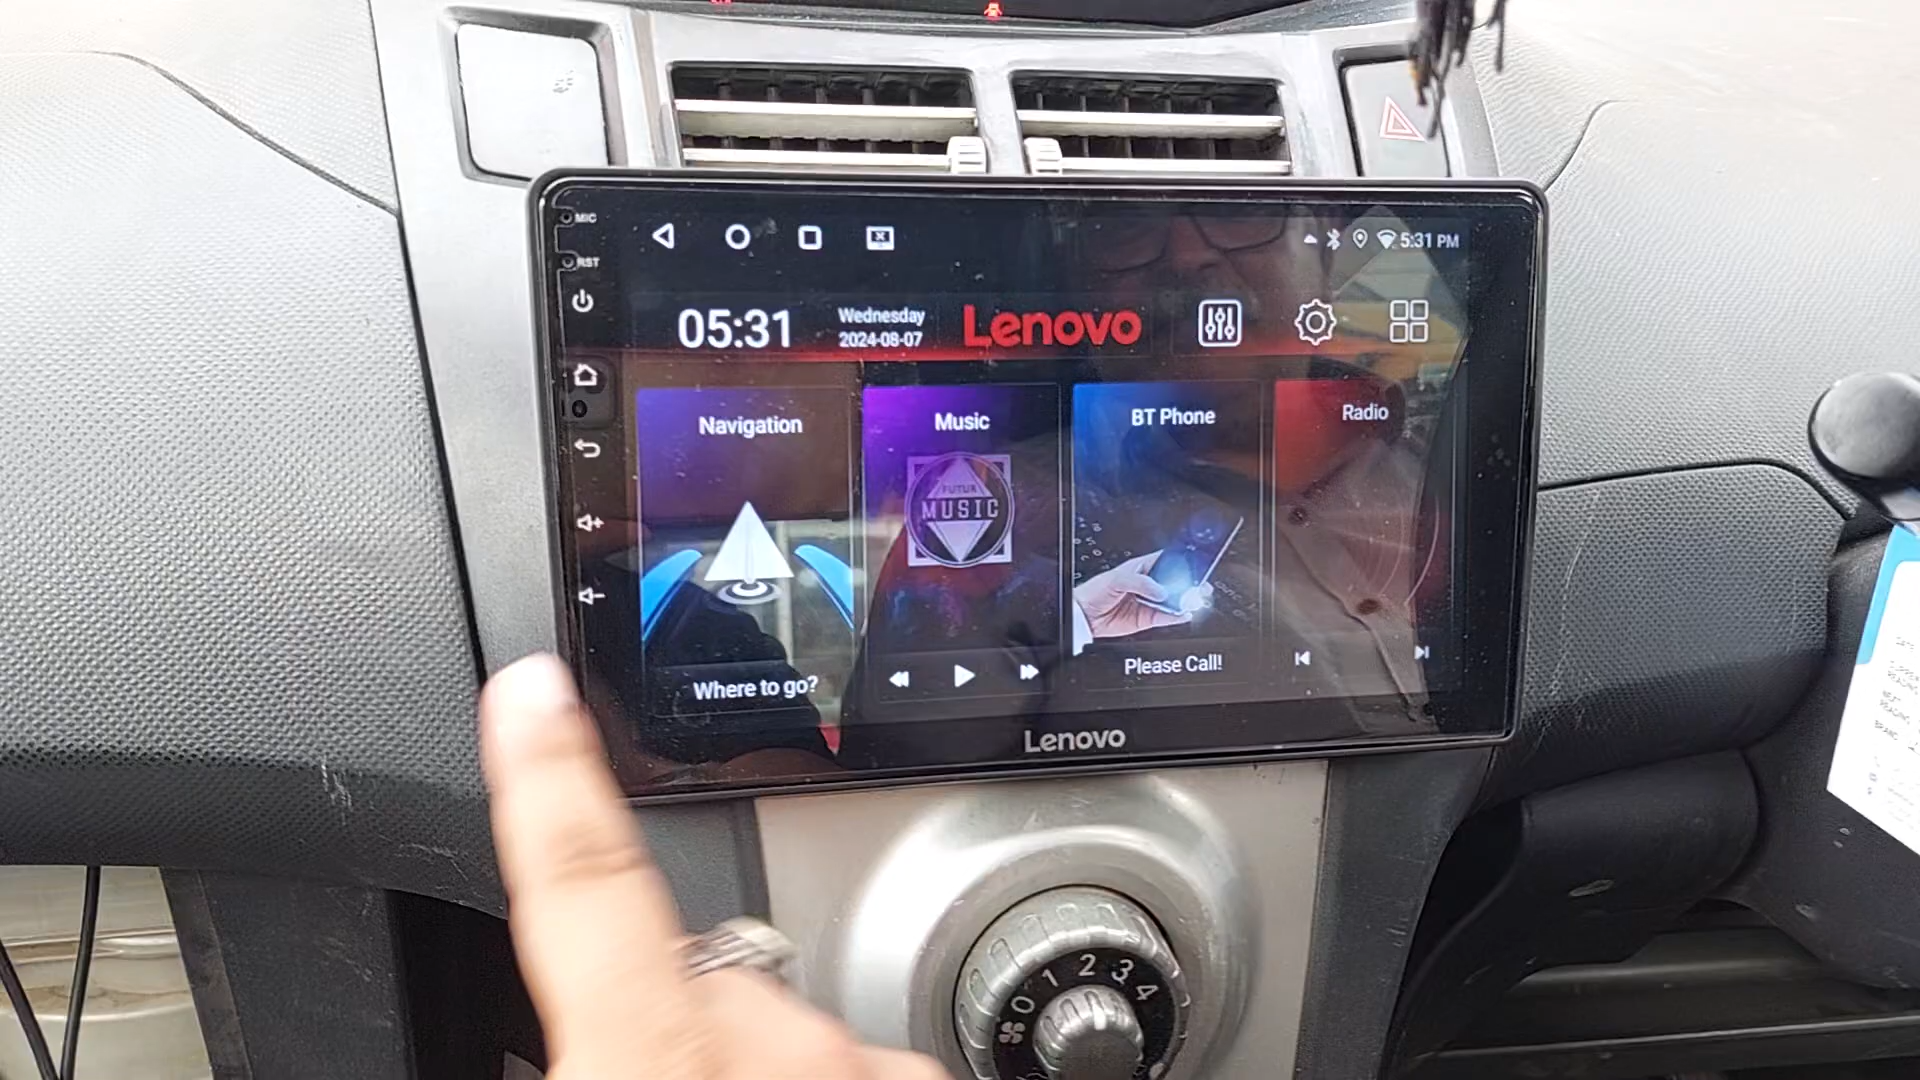 MIC
RST
5:31 PM
05:31
Wednesday
2024-08-07
Lenovo
Navigation
Music
BT Phone
Radio
FUTUR
MUSIC
Where to go?
Please Call!
Lenovo
0 1 2 3 4